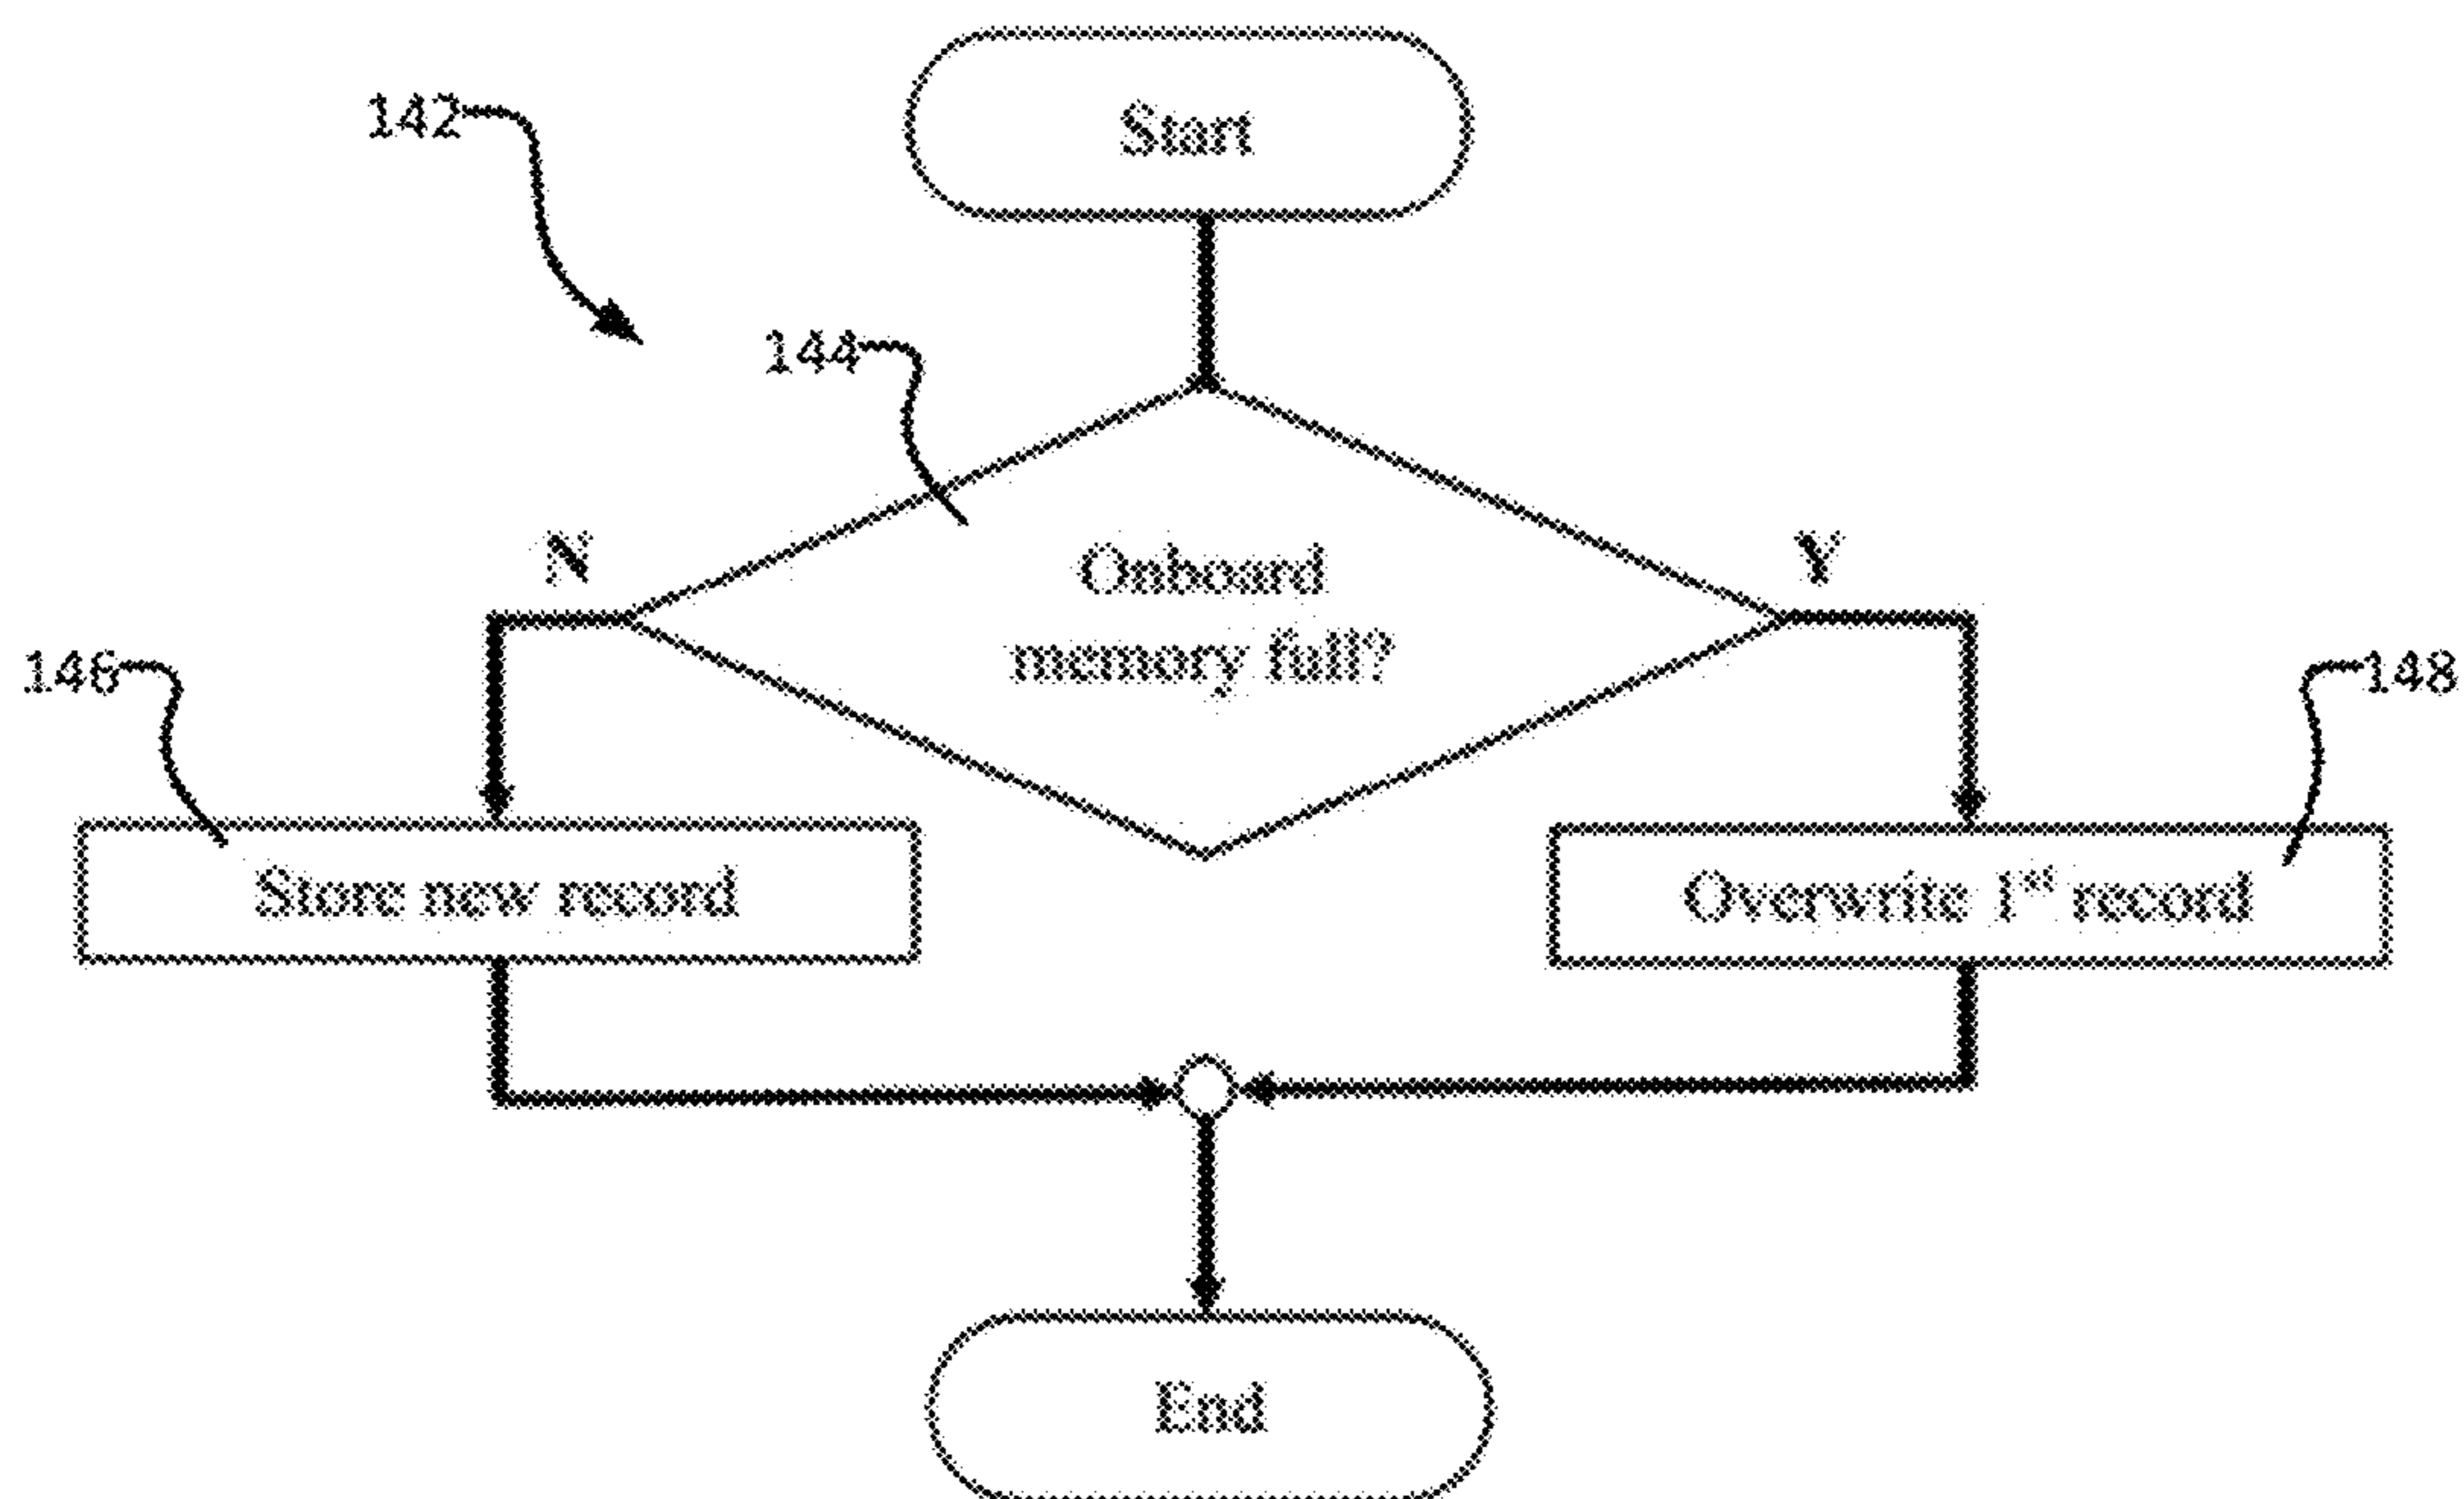 Start
142
144
N
Y
Onboard
memory full?
146
148
Store new record
Overwrite 1st record
End